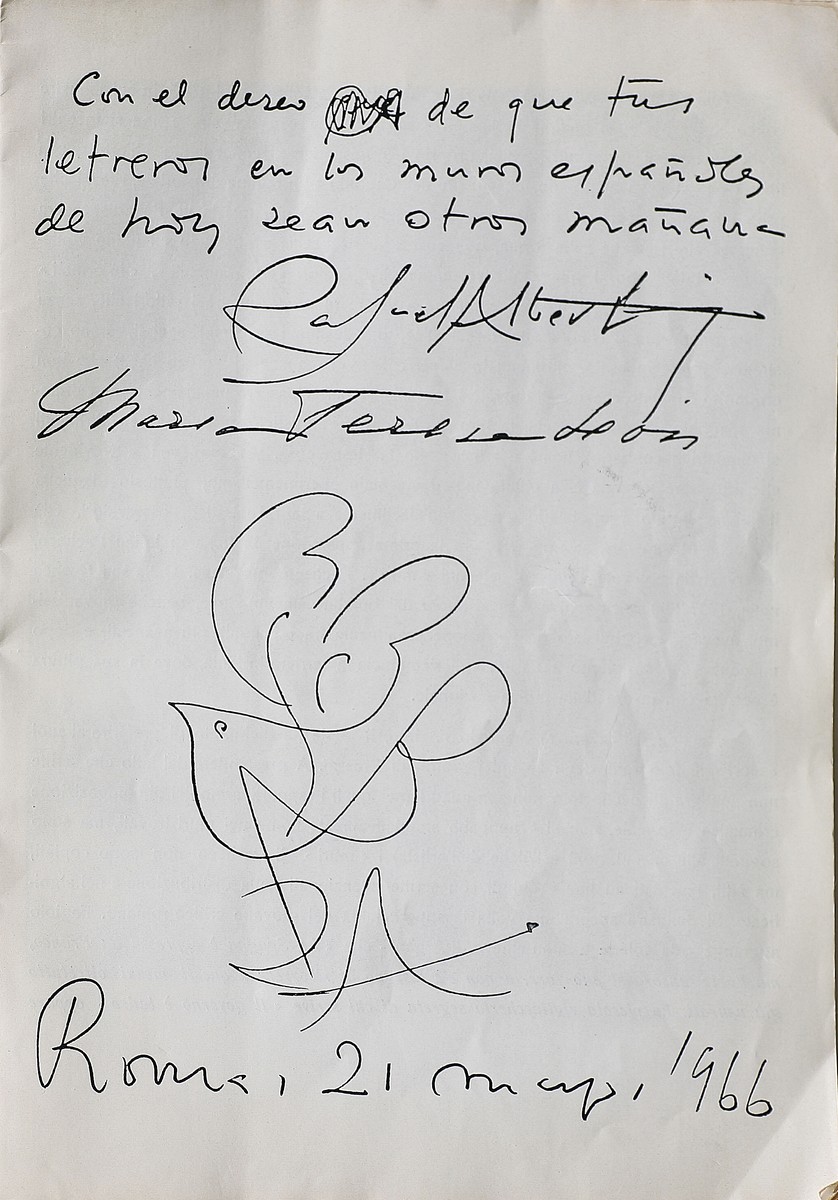 Con el deseo de que tus
letreros en los muros españoles
de hoy sean otros mañana
Rafael Alberti
María Teresa León
Roma, 21 mayo, 1966